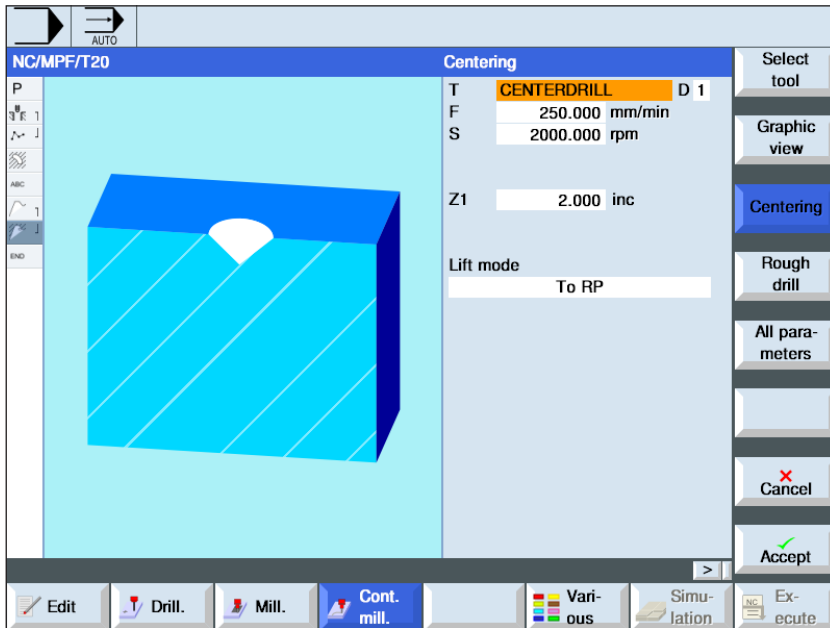 AUTO
NC/MPF/T20
Centering
Select
tool
P
T CENTERDRILL D 1
F 250.000 mm/min
S 2000.000 rpm
Graphic
view
ABC
Z1 2.000 inc
Centering
END
Lift mode
To RP
Rough
drill
All para-
meters
Cancel
Accept
>
Edit
Drill.
Mill.
Cont.
mill.
Vari-
ous
Simu-
lation
NC
Ex-
ecute